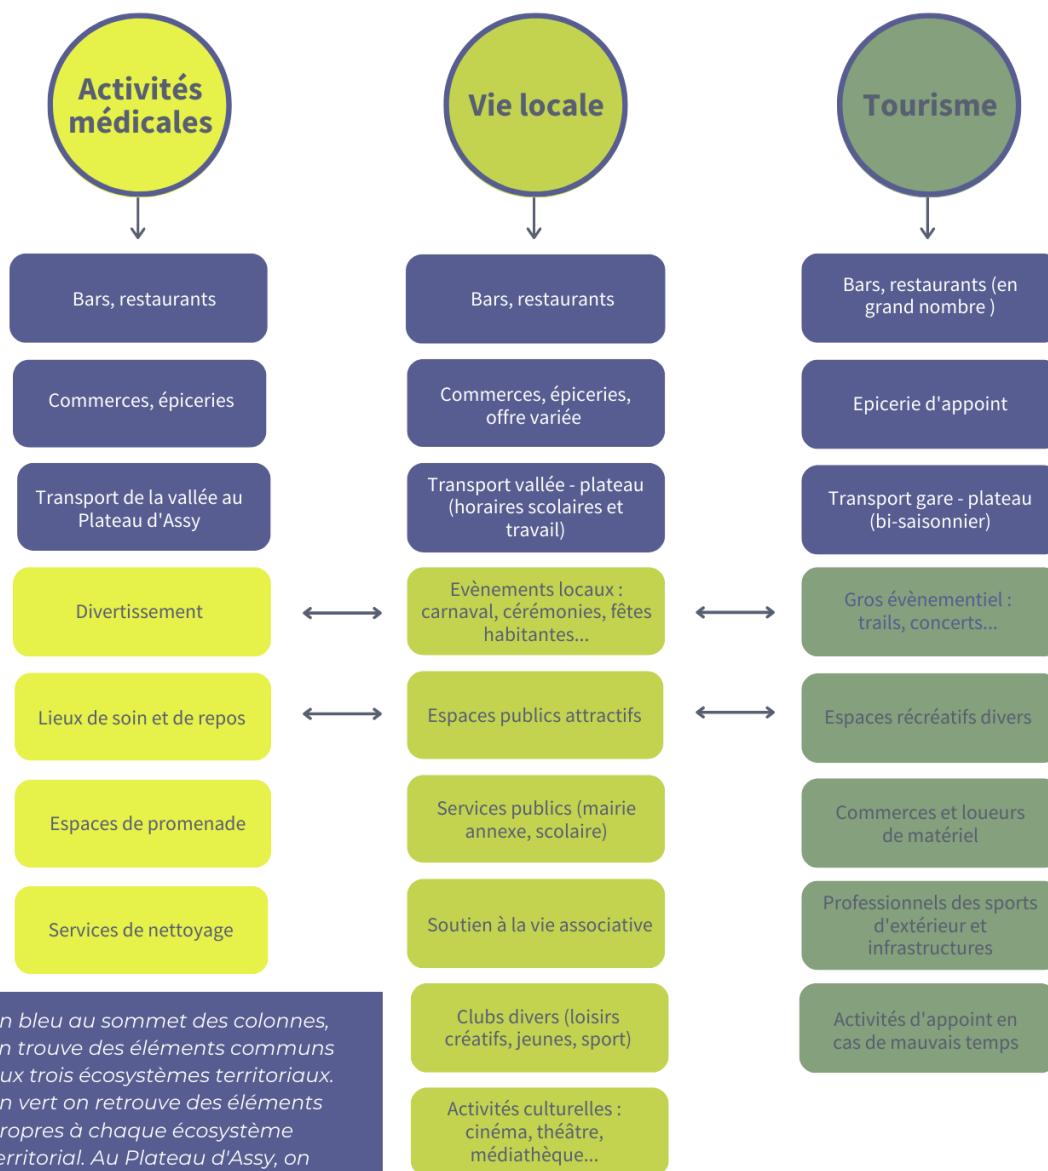 Activités
médicales
Bars, restaurants
Commerces, épiceries
Transport de la vallée au
Plateau d'Assy
Divertissement
Lieux de soin et de repos
Espaces de promenade
Services de nettoyage
Vie locale
Bars, restaurants
Commerces, épiceries,
offre variée
Transport vallée - plateau
(horaires scolaires et
travail)
Evènements locaux :
carnaval, cérémonies, fêtes
habitantes...
Espaces publics attractifs
Services publics (mairie
annexe, scolaire)
Soutien à la vie associative
Clubs divers (loisirs
créatifs, jeunes, sport)
Activités culturelles :
cinéma, théâtre,
médiathèque...
Tourisme
Bars, restaurants (en
grand nombre )
Epicerie d'appoint
Transport gare - plateau
(bi-saisonnier)
Gros évènementiel :
trails, concerts...
Espaces récréatifs divers
Commerces et loueurs
de matériel
Professionnels des sports
d'extérieur et
infrastructures
Activités d'appoint en
cas de mauvais temps
n bleu au sommet des colonnes,
n trouve des éléments communs
ux trois écosystèmes territoriaux.
n vert on retrouve des éléments
ropres à chaque écosystème
erritorial. Au Plateau d'Assy, on